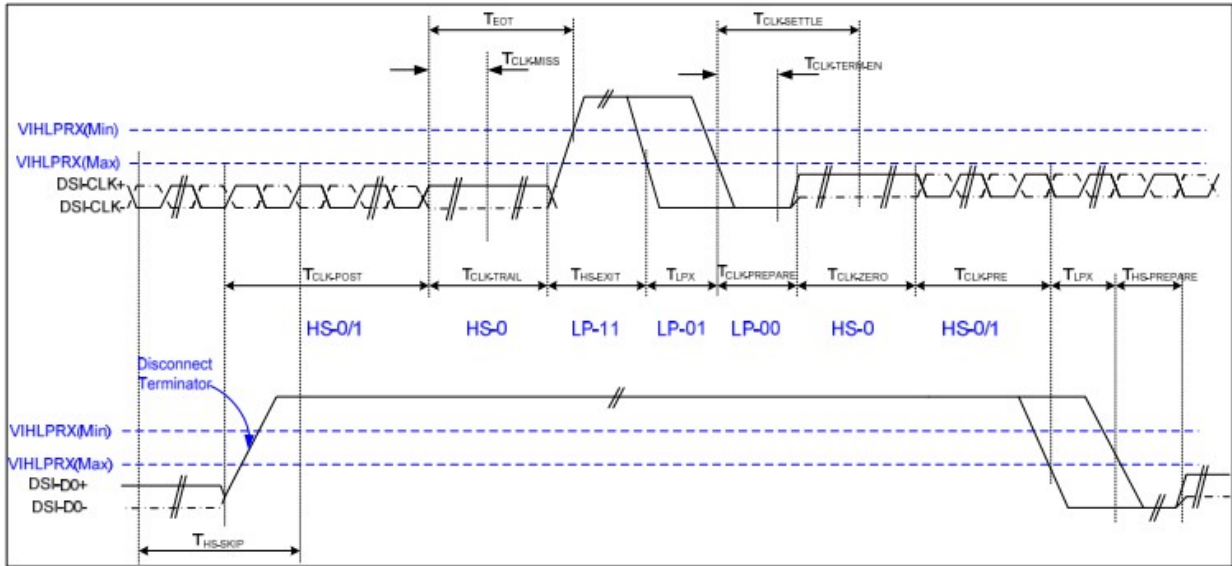 TEOT
TCLK-SETTLE
TCLK-MISS
TCLK-TERM-EN
VIHLPRX(Min)
VIHLPRX(Max)
DSI-CLK+
DSI-CLK-
TCLK-POST
TCLK-TRAIL
THS-EXIT
TLPX
TCLK-PREPARE
TCLK-ZERO
TCLK-PRE
TLPX
THS-PREPARE
HS-0/1
HS-0
LP-11
LP-01
LP-00
HS-0
HS-0/1
Disconnect
Terminator
VIHLPRX(Min)
VIHLPRX(Max)
DSI-D0+
DSI-D0-
THS-SKIP